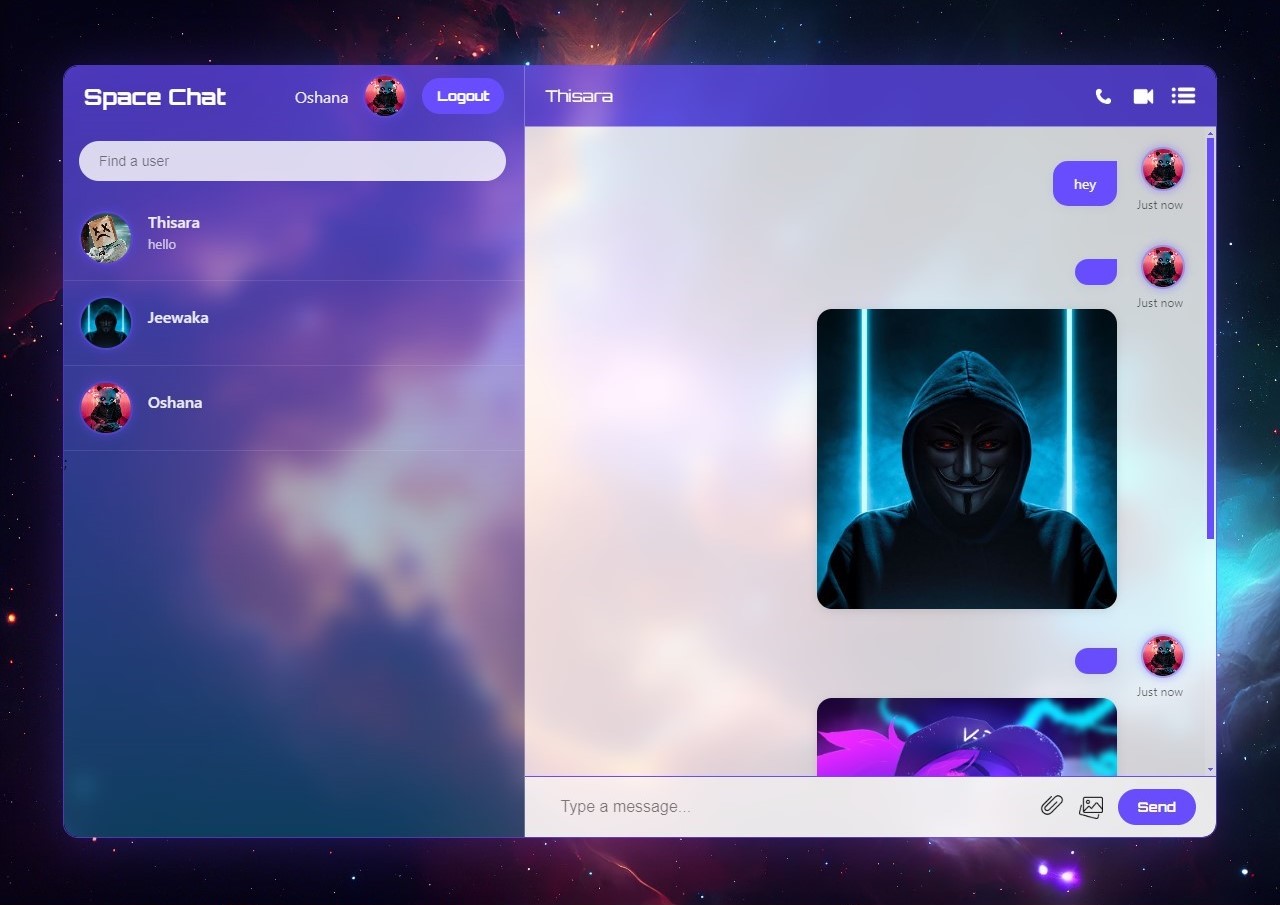 Space Chat
Oshana
Logout
Find a user
Thisara
hello
Jeewaka
Oshana
Thisara
hey
Just now
Just now
Just now
Type a message...
Send